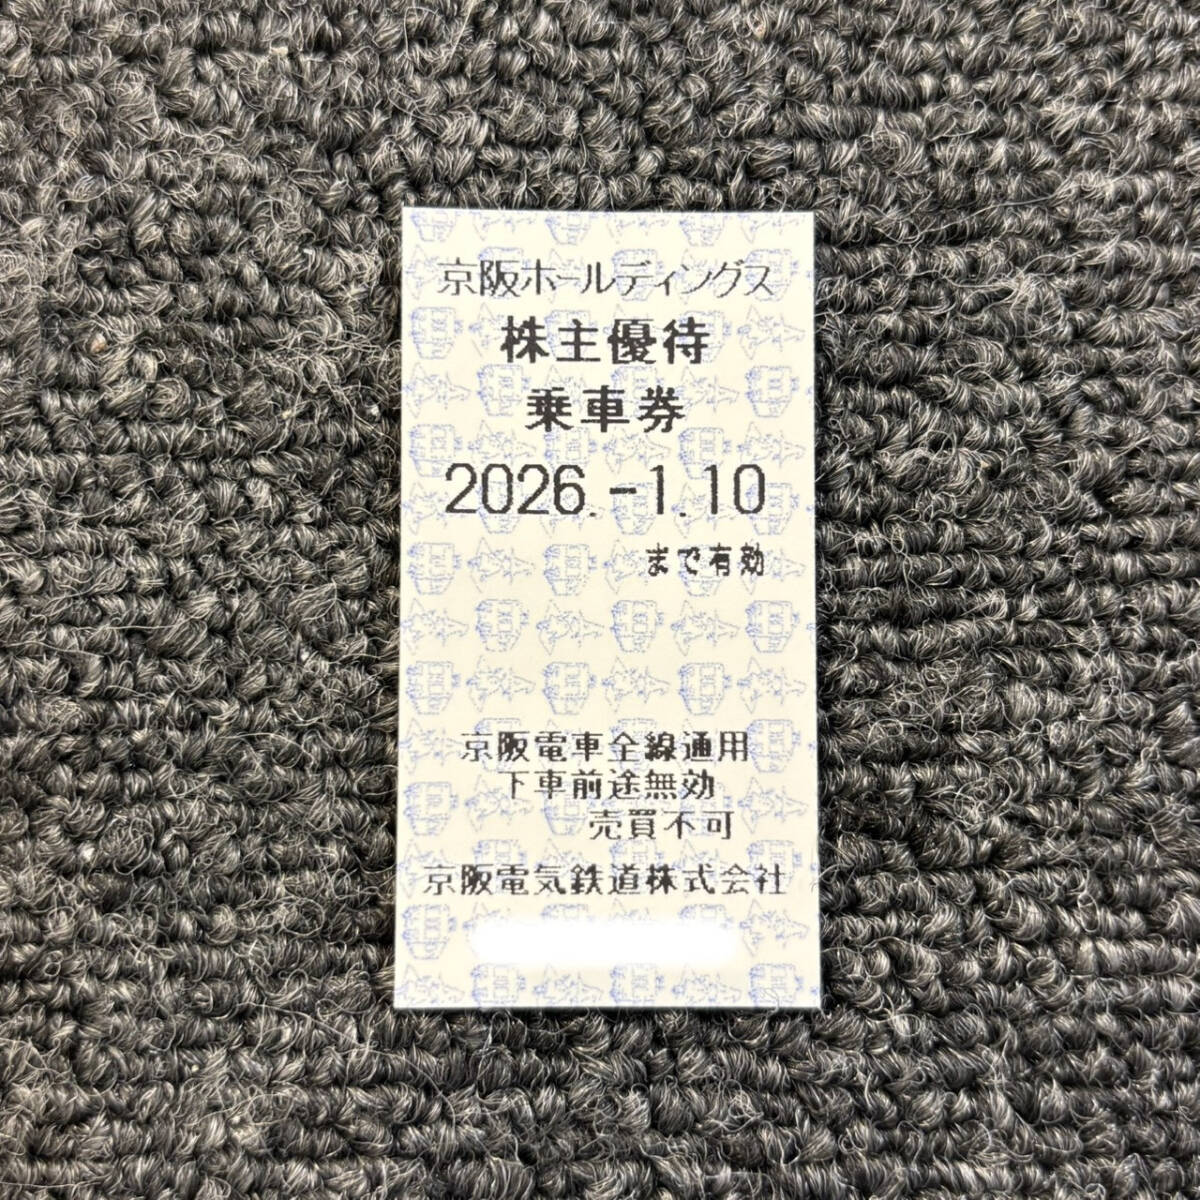 京阪ホールディングス
株主優待
乗車券
2026.-1.10
まで有効
京阪電車全線通用
下車前途無効
売買不可
京阪電気鉄道株式会社